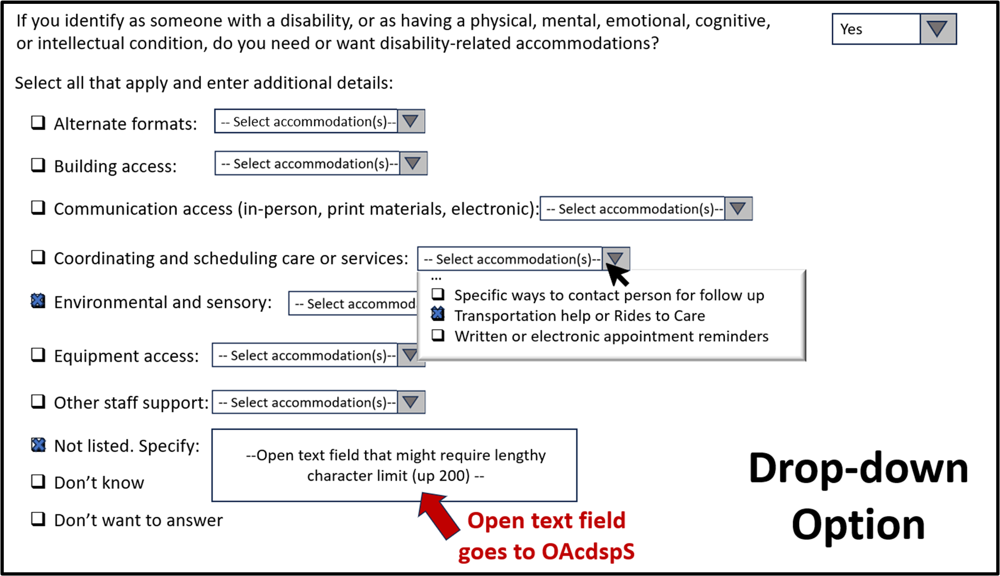 If you identify as someone with a disability, or as having a physical, mental, emotional, cognitive,
or intellectual condition, do you need or want disability-related accommodations?
Yes
Select all that apply and enter additional details:
Alternate formats: -- Select accommodation(s)--
Building access: -- Select accommodation(s)--
Communication access (in-person, print materials, electronic): -- Select accommodation(s)--
Coordinating and scheduling care or services: -- Select accommodation(s)--
...
Specific ways to contact person for follow up
Environmental and sensory: -- Select accommod
Transportation help or Rides to Care
Written or electronic appointment reminders
Equipment access: -- Select accommodation(s)--
Other staff support: -- Select accommodation(s)--
Not listed. Specify:
--Open text field that might require lengthy
character limit (up 200) --
Don’t know
Don’t want to answer
Open text field
goes to OAcdspS
Drop-down
Option